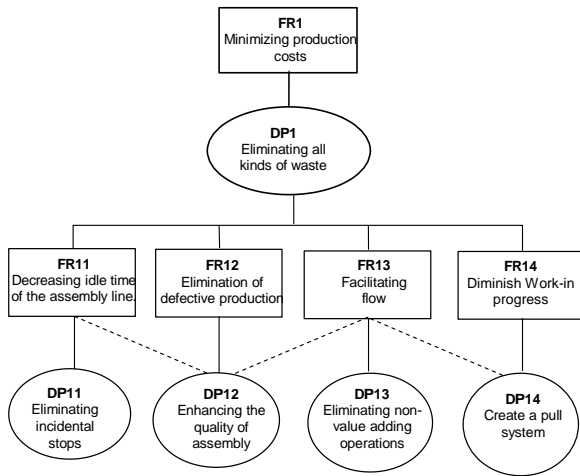 FR1
Minimizing production
costs
DP1
Eliminating all
kinds of waste
FR11
Decreasing idle time
of the assembly line.
FR12
Elimination of
defective production
FR13
Facilitating
flow
FR14
Diminish Work-in
progress
DP11
Eliminating
incidental
stops
DP12
Enhancing the
quality of
assembly
DP13
Eliminating non-
value adding
operations
DP14
Create a pull
system